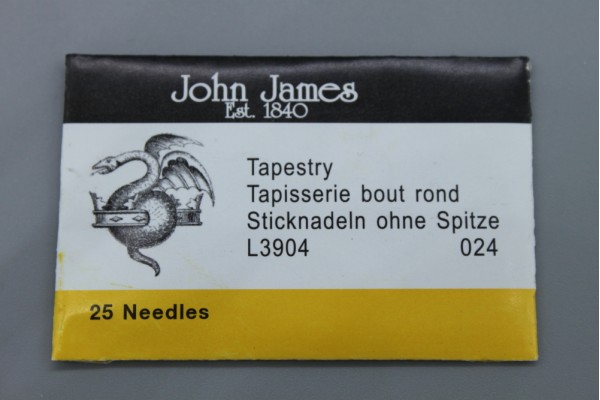 John James
Est. 1840
Tapestry
Tapisserie bout rond
Sticknadeln ohne Spitze
L3904 024
25 Needles